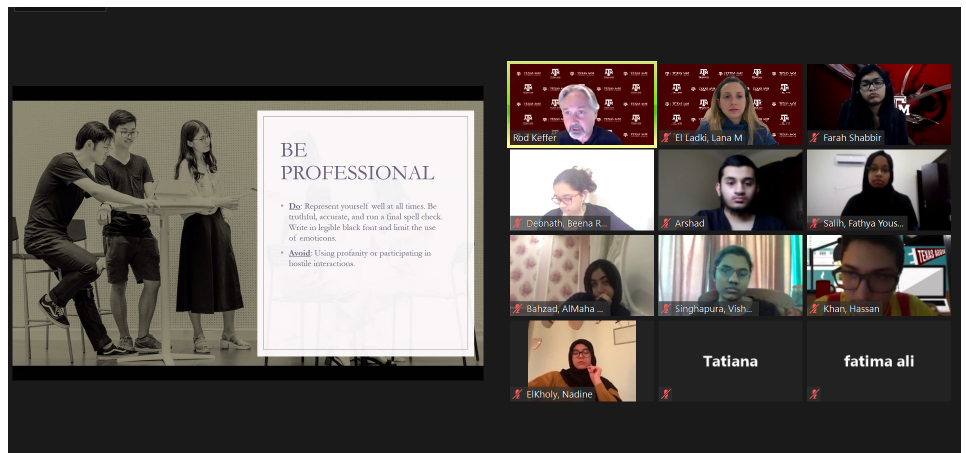 BE
PROFESSIONAL
• Do: Represent yourself well at all times. Be
truthful, accurate, and run a final spell check.
Write in legible black font and limit the use
of emoticons.
• Avoid: Using profanity or participating in
hostile interactions.
Rod Keffer
El Ladki, Lana M
Farah Shabbir
Debnath, Beena R...
Arshad
Salih, Fathya Yous...
Bahzad, AlMaha ...
Singhapura, Vish...
TEXAS A&M
Khan, Hassan
ElKholy, Nadine
Tatiana
fatima ali